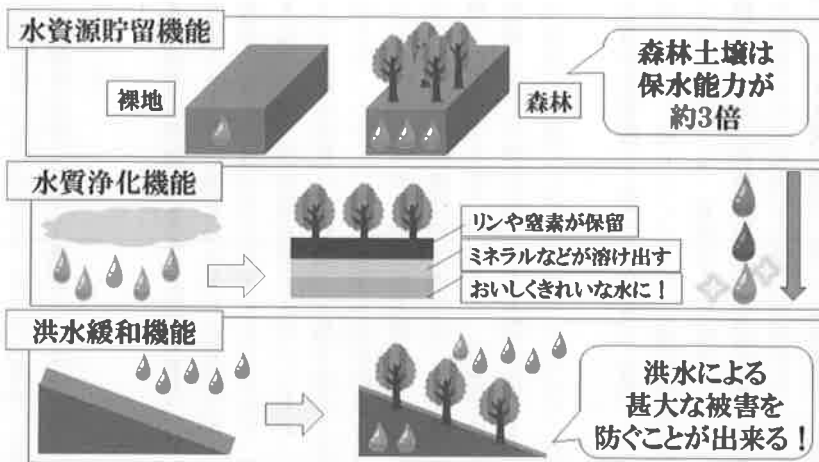 水資源貯留機能
裸地
森林
森林土壌は
保水能力が
約3倍
水質浄化機能
リンや窒素が保留
ミネラルなどが溶け出す
おいしくきれいな水に！
洪水緩和機能
洪水による
甚大な被害を
防ぐことが出来る！